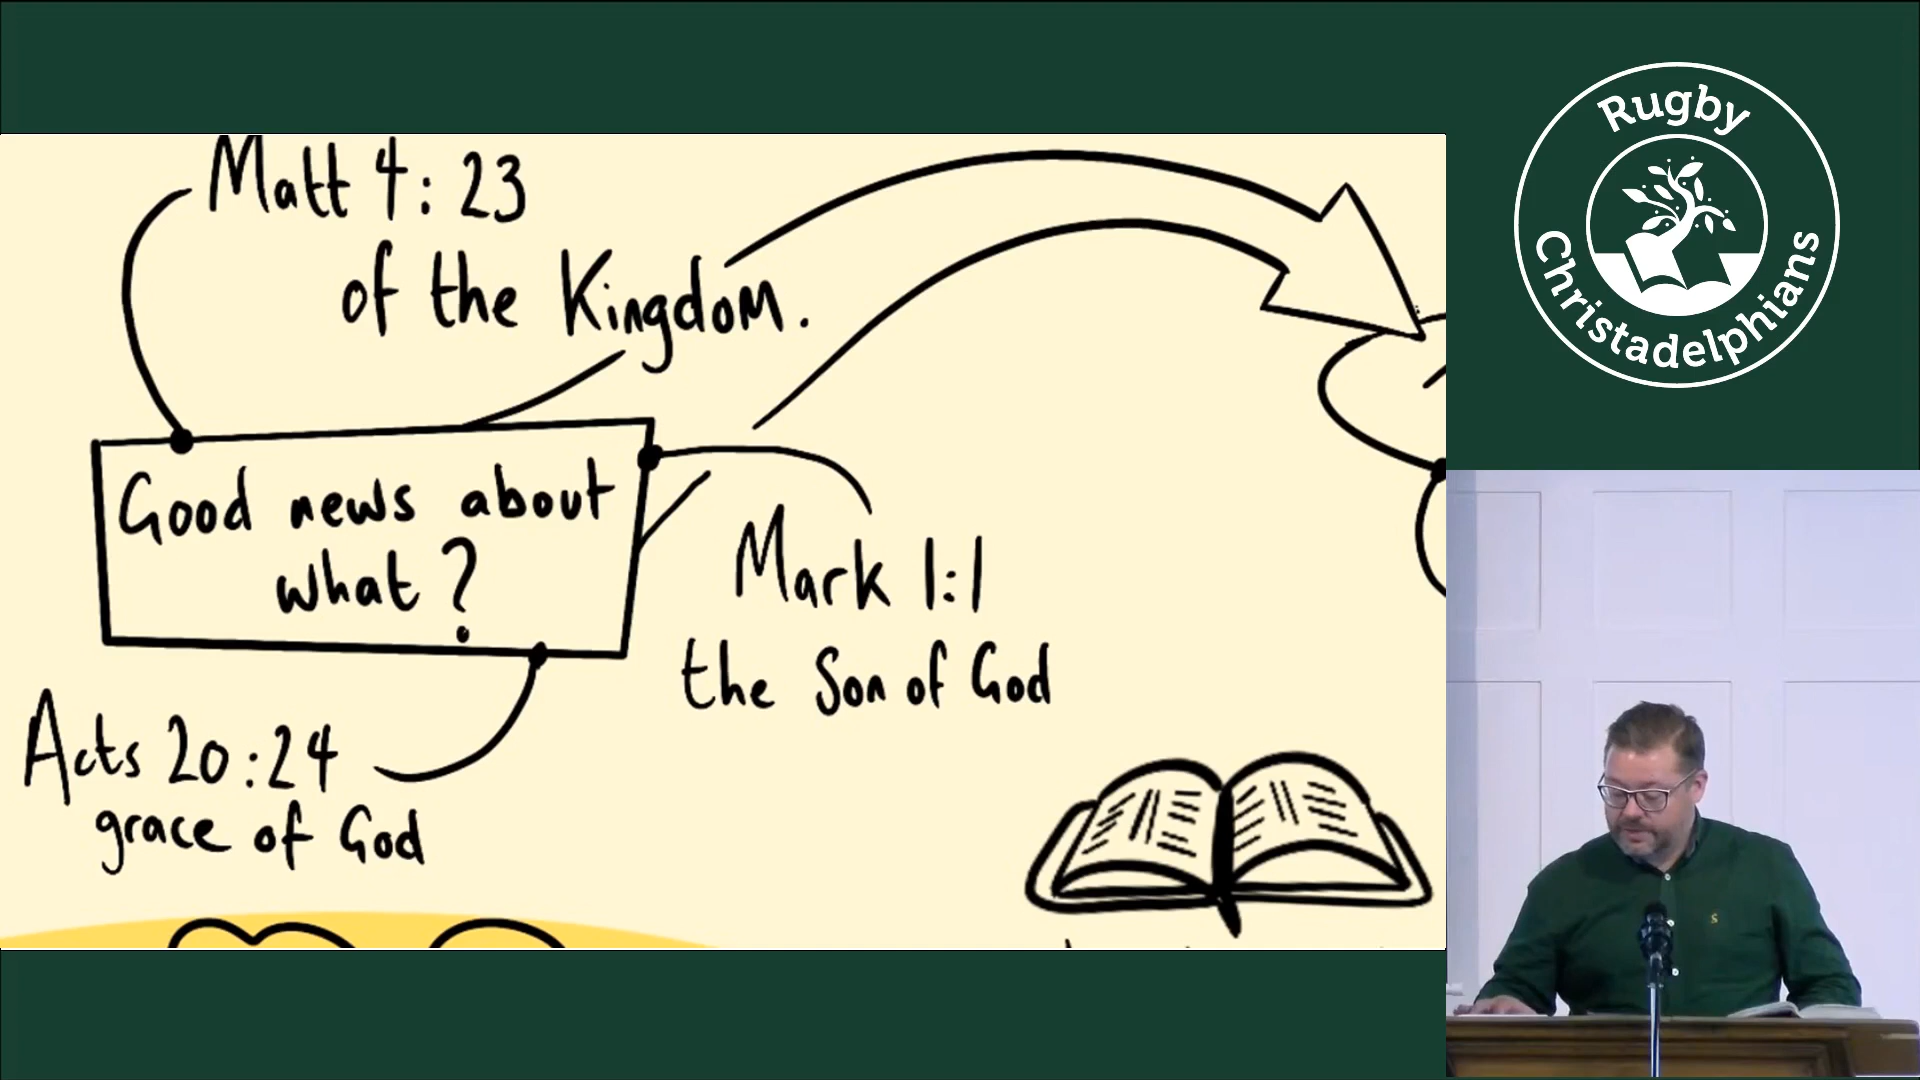 Matt 4:23
of the Kingdom.
Good news about
what?
Mark 1:1
the Son of God
Acts 20:24
grace of God
Rugby
Christadelphians
S